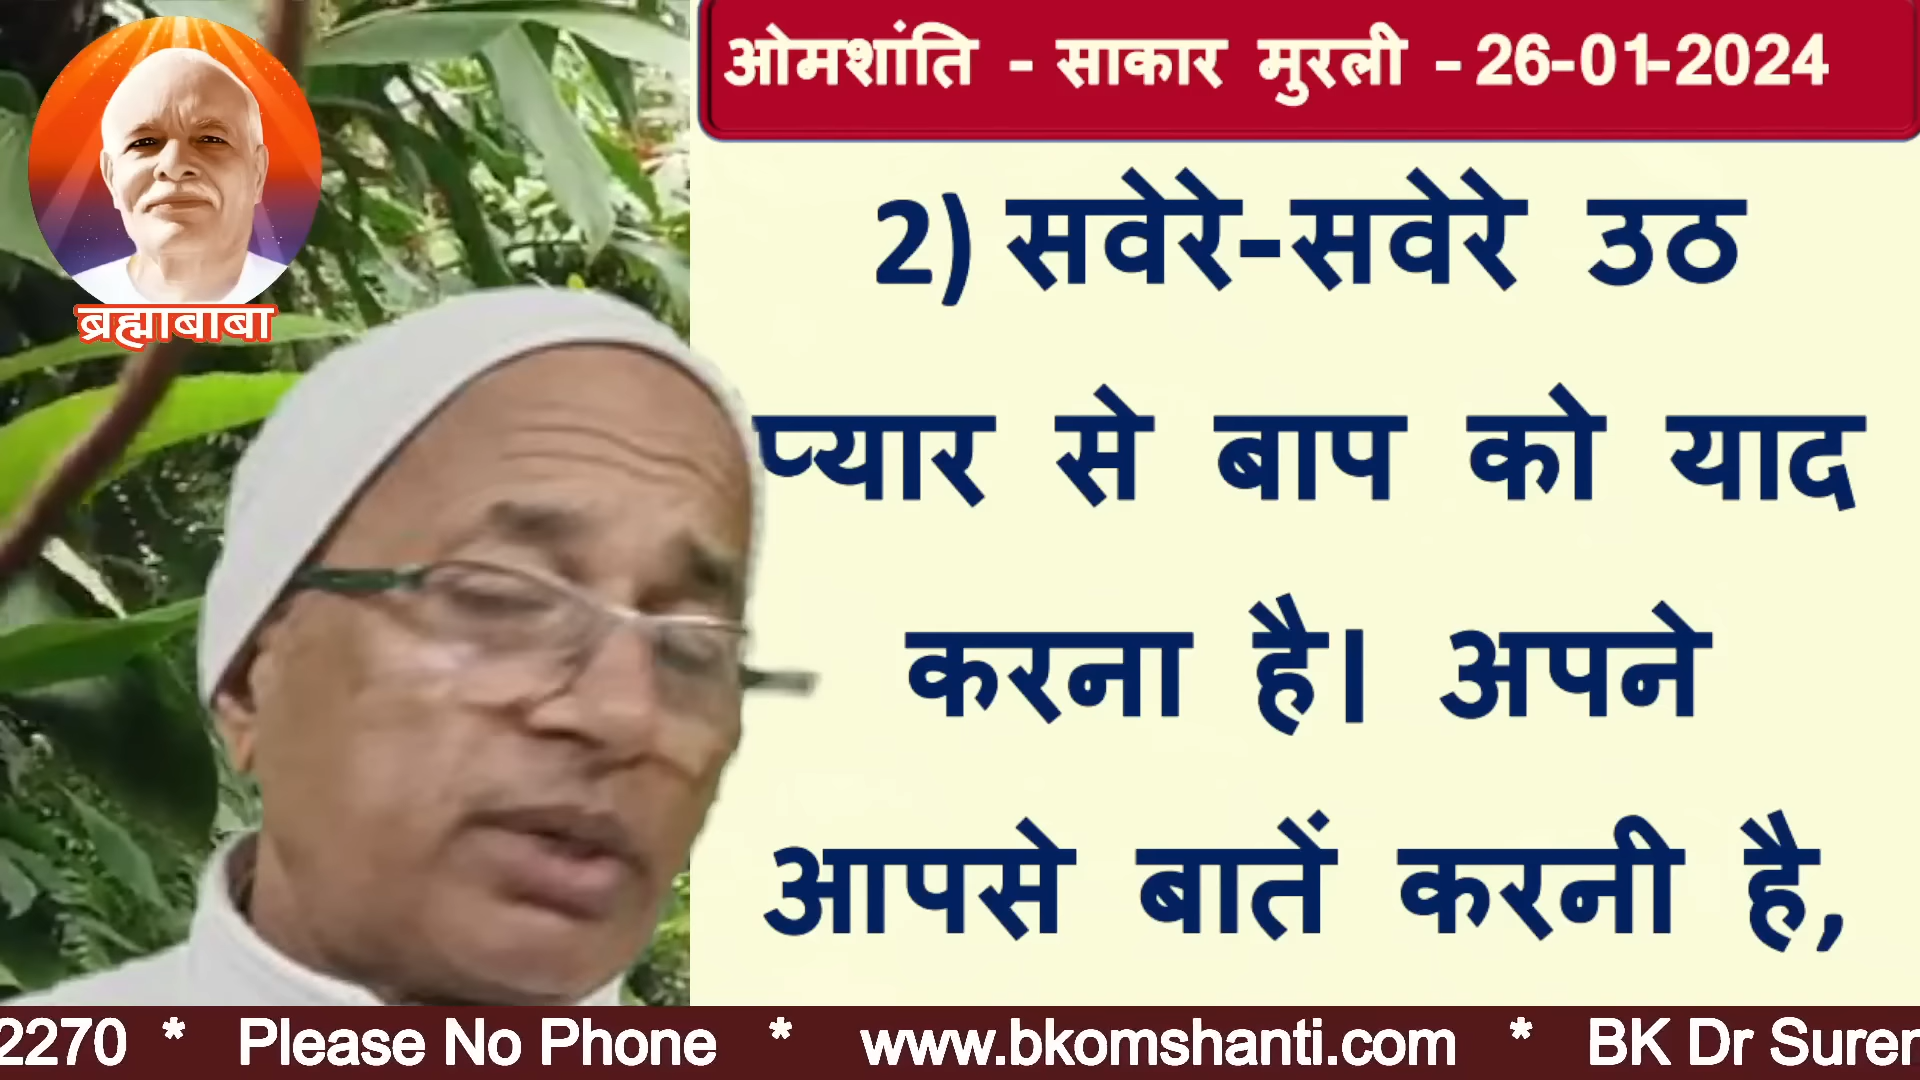 ओमशांति - साकार मुरली - 26-01-2024
ब्रह्माबाबा
2) सवेरे-सवेरे उठ
प्यार से बाप को याद
करना है। अपने
आपसे बातें करनी है,
2270 * Please No Phone * www.bkomshanti.com * BK Dr Suren